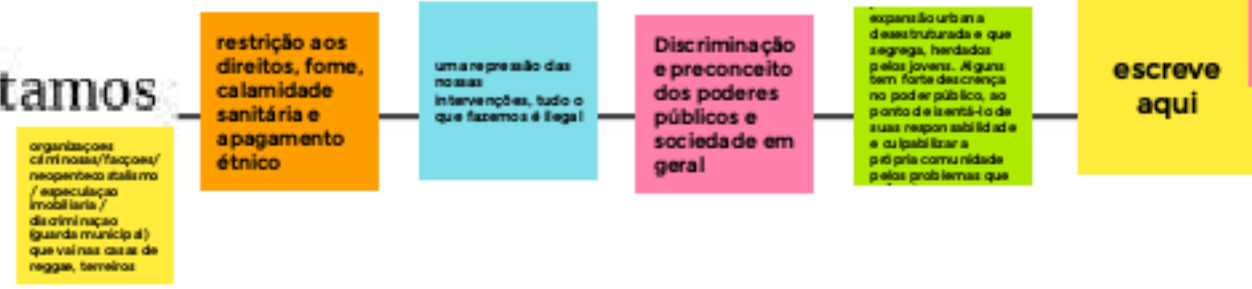 tamos
organizaçoes
criminosas/facçoes/
neopentecostalismo
/ especulaçao
imobiliaria /
discriminaçao
(guarda municipal)
que vai nas casas de
reggae, terreiros
restrição aos
direitos, fome,
calamidade
sanitária e
apagamento
étnico
uma repressão das
nossas
intervenções, tudo o
que fazemos é ilegal
Discriminação
e preconceito
dos poderes
públicos e
sociedade em
geral
expansão urbana
desestruturada e que
segrega, herdados
pelos jovens. Alguns
tem forte descrença
no poder público, ao
ponto de isentá-lo de
suas responsabilidade
e culpabilizar a
própria comunidade
pelos problemas que
escreve
aqui